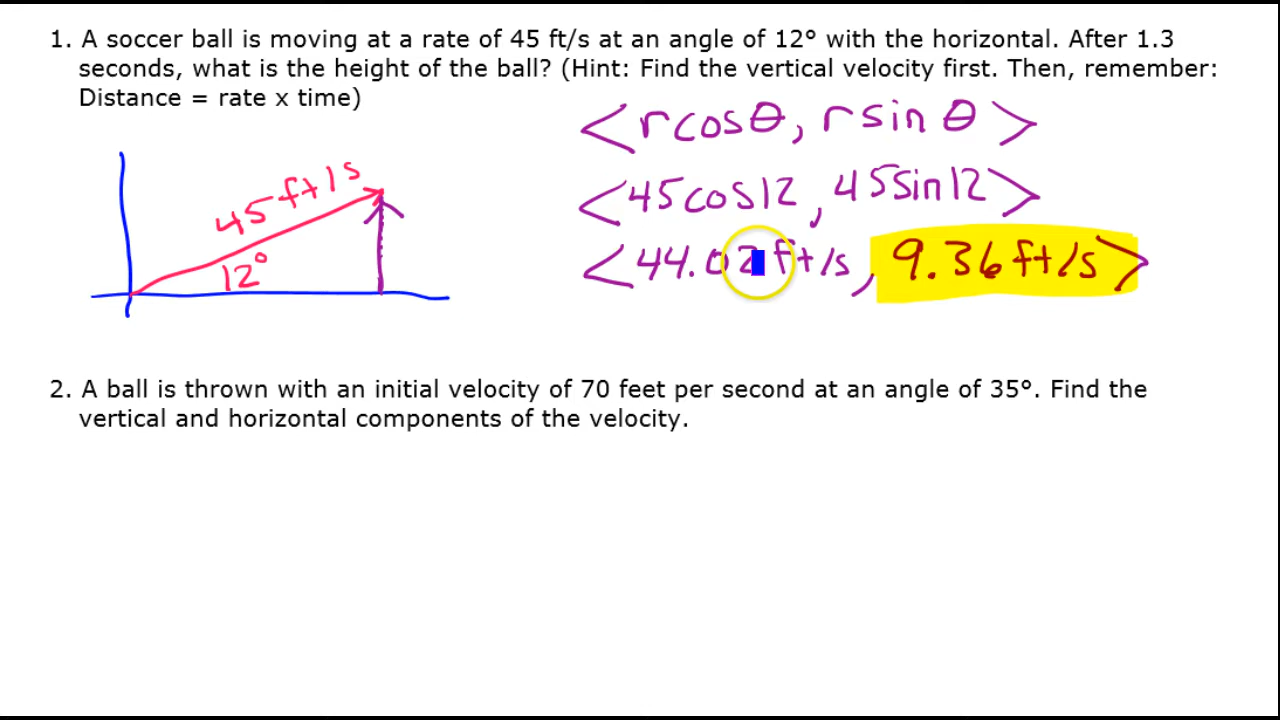 1. A soccer ball is moving at a rate of 45 ft/s at an angle of 12° with the horizontal. After 1.3
seconds, what is the height of the ball? (Hint: Find the vertical velocity first. Then, remember:
Distance = rate x time)
<rcosθ, rsinθ>
45ft/s
12°
<45cos12, 45sin12>
<44.02ft/s, 9.36ft/s>
2. A ball is thrown with an initial velocity of 70 feet per second at an angle of 35°. Find the
vertical and horizontal components of the velocity.